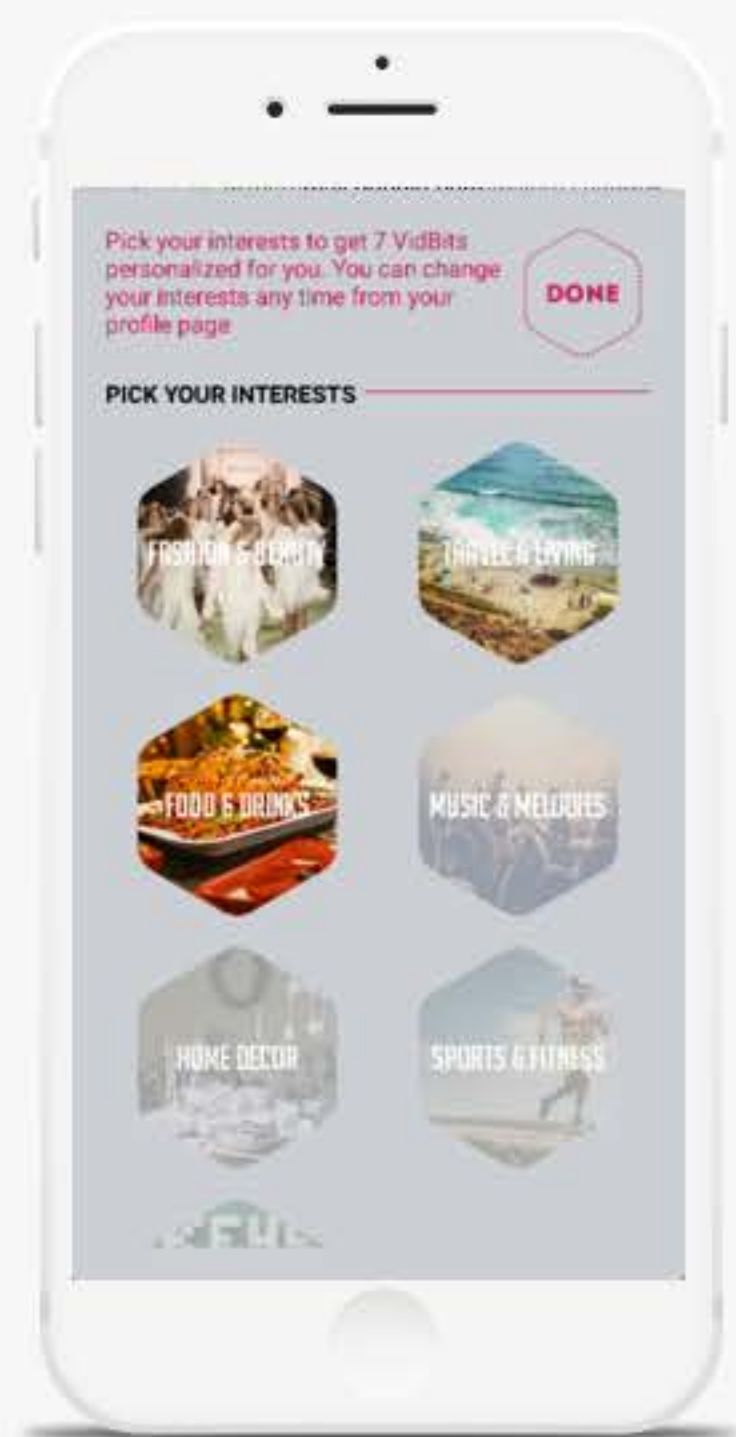 Pick your interests to get 7 VidBits
personalized for you. You can change
your interests any time from your
profile page
DONE
PICK YOUR INTERESTS
FASHION & BEAUTY
TRAVEL & LIVING
FOOD & DRINKS
MUSIC & MELODIES
HOME DECOR
SPORTS & FITNESS